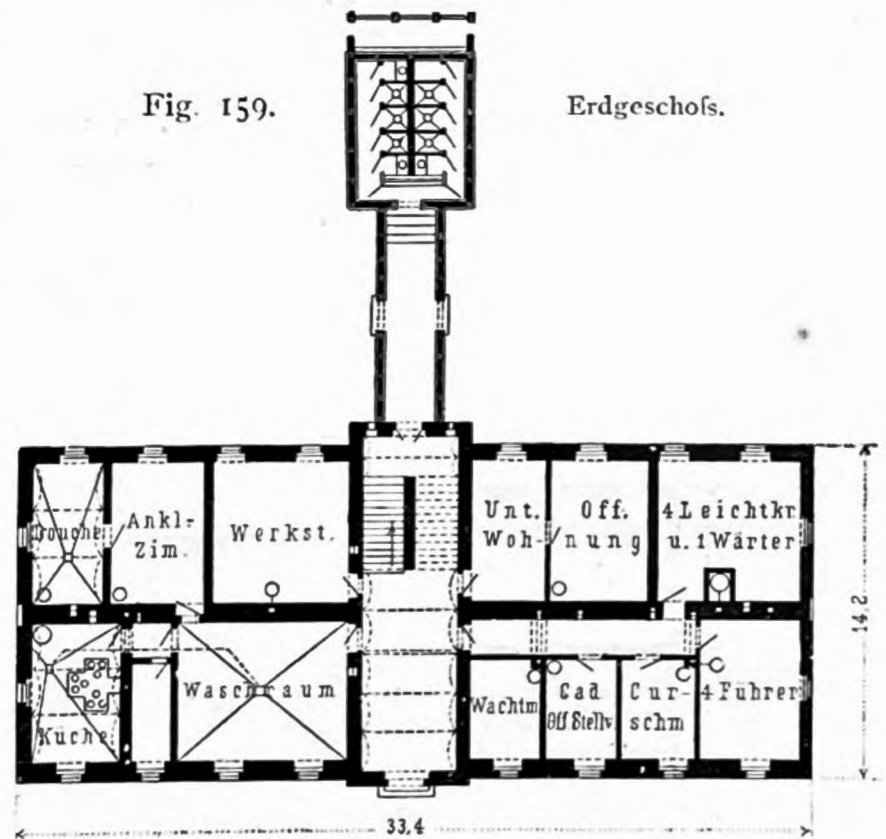 Fig. 159.
Erdgeschoſs.
Douche
Ankl-
Zim.
Werkst.
Unt. Off.
Woh- nung
4 Leichtkr.
u. 1 Wärter
Küche
Waschraum
Wachtm
Cad
Off Stellv.
Cur-
schm
4 Führer
14,2
33,4